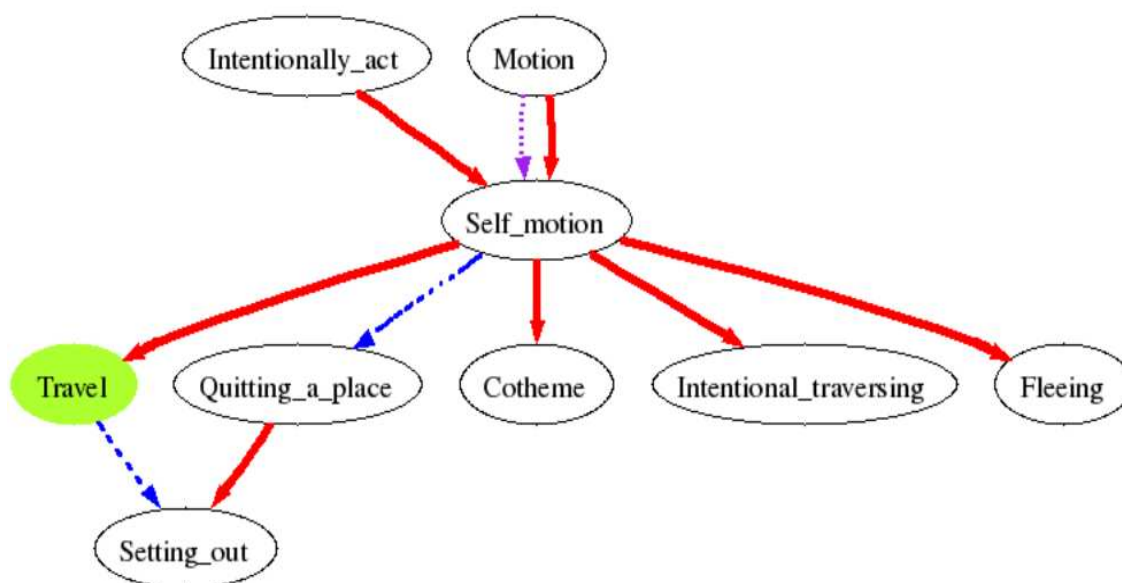 Intentionally_act
Motion
Self_motion
Travel
Quitting_a_place
Cotheme
Intentional_traversing
Fleeing
Setting_out